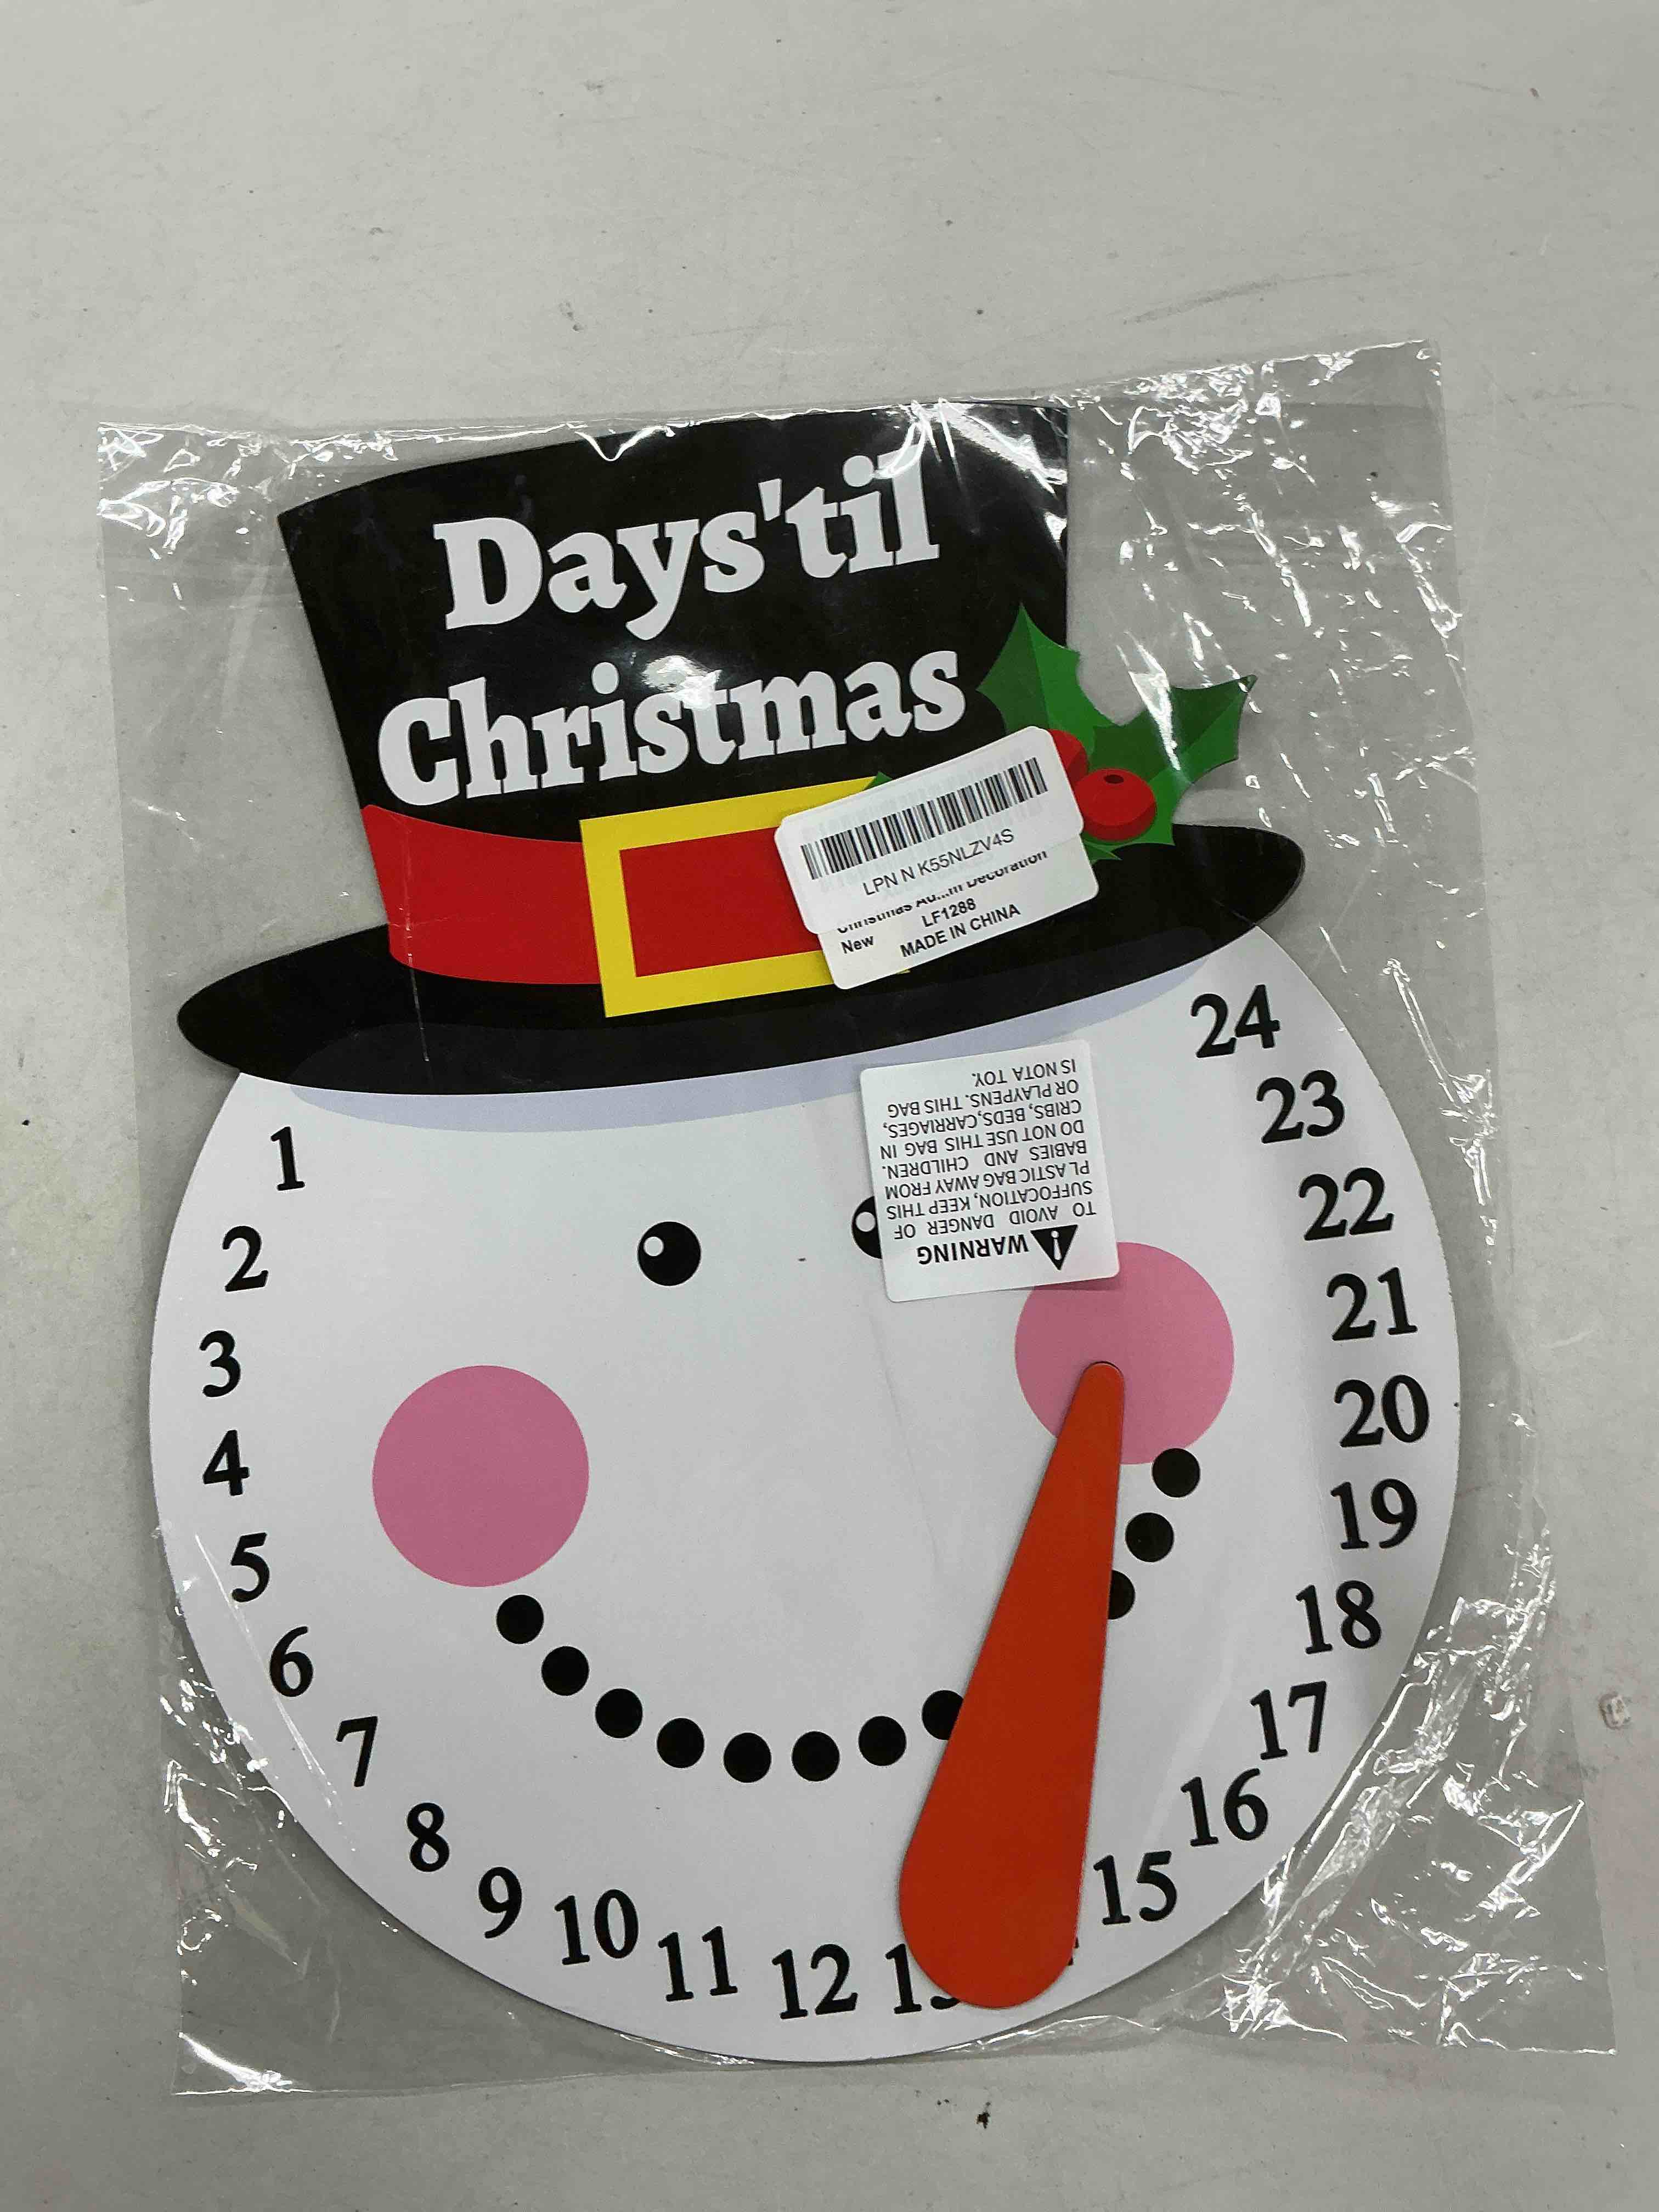 Days 'til
Christmas
LPN N K55NLZV4S
Decoration
New LF1288
MADE IN CHINA
WARNING
TO AVOID DANGER OF
SUFFOCATION, KEEP THIS
PLASTIC BAG AWAY FROM
BABIES AND CHILDREN.
DO NOT USE THIS BAG IN
CRIBS, BEDS,CARRIAGES,
OR PLAYPENS. THIS BAG
IS NOTA TOY.
1
2
3
4
5
6
7
8
9
10
11
12
15
16
17
18
19
20
21
22
23
24